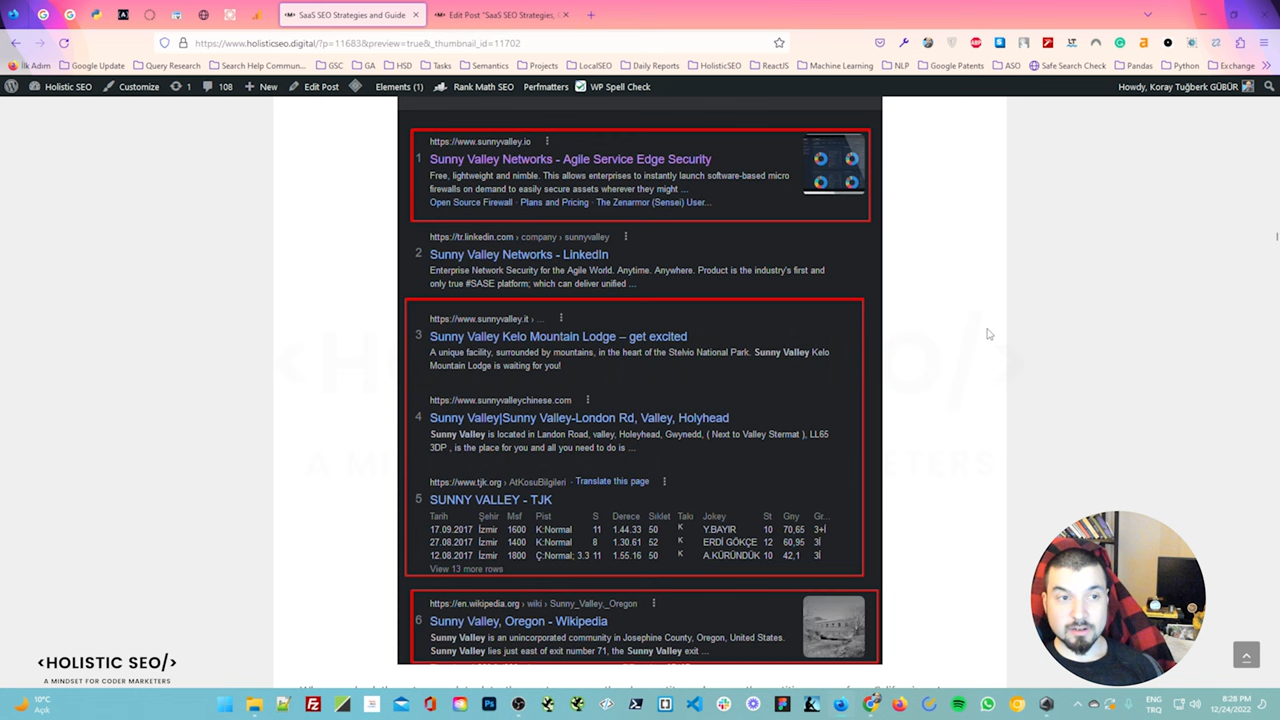 SaaS SEO Strategies and Guide
Edit Post "SaaS SEO Strategies,
https://www.holisticseo.digital/?p=11683&preview=true&_thumbnail_id=11702
İlk Adım
Google Update
Query Research
Search Help Commun...
GSC
GA
HSD
Tasks
Semantics
Projects
LocalSEO
Daily Reports
HolisticSEO
ReactJS
Machine Learning
NLP
Google Patents
ASO
Safe Search Check
Pandas
Python
Exchange
Holistic SEO
Customize
1
108
New
Edit Post
Elements (1)
Rank Math SEO
Perfmatters
WP Spell Check
Howdy, Koray Tuğberk GÜBÜR
https://www.sunnyvalley.io
1 Sunny Valley Networks - Agile Service Edge Security
Free, lightweight and nimble. This allows enterprises to instantly launch software-based micro
firewalls on demand to easily secure assets wherever they might ...
Open Source Firewall · Plans and Pricing · The Zenarmor (Sensei) User...
https://tr.linkedin.com › company › sunnyvalley
2 Sunny Valley Networks - LinkedIn
Enterprise Network Security for the Agile World. Anytime. Anywhere. Product is the industry's first and
only true #SASE platform; which can deliver unified ...
https://www.sunnyvalley.it › ...
3 Sunny Valley Kelo Mountain Lodge – get excited
A unique facility, surrounded by mountains, in the heart of the Stelvio National Park. Sunny Valley Kelo
Mountain Lodge is waiting for you!
https://www.sunnyvalleychinese.com
4 Sunny Valley|Sunny Valley-London Rd, Valley, Holyhead
Sunny Valley is located in Landon Road, valley, Holeyhead, Gwynedd, ( Next to Valley Stermat ), LL65
3DP , is the place for you and all you need to do is ...
https://www.tjk.org › AtKosuBilgileri · Translate this page
5 SUNNY VALLEY - TJK
Tarih Şehir Msf Pist S Derece Sıklet Takı Jokey St Gny Gr...
17.09.2017 İzmir 1600 K:Normal 11 1.44.33 50 K Y.BAYIR 10 70,65 3+İ
27.08.2017 İzmir 1400 K:Normal 8 1.30.61 52 K ERDİ GÖKÇE 12 60,95 3İ
12.08.2017 İzmir 1800 Ç:Normal; 3.3 11 1.55.16 50 K A.KÜRÜNDÜK 10 42,1 3İ
View 13 more rows
https://en.wikipedia.org › wiki › Sunny_Valley,_Oregon
6 Sunny Valley, Oregon - Wikipedia
Sunny Valley is an unincorporated community in Josephine County, Oregon, United States.
Sunny Valley lies just east of exit number 71, the Sunny Valley exit ...
<HOLISTIC SEO/>
A MINDSET FOR CODER MARKETERS
10°C
Açık
ENG
TRQ
8:28 PM
12/24/2022